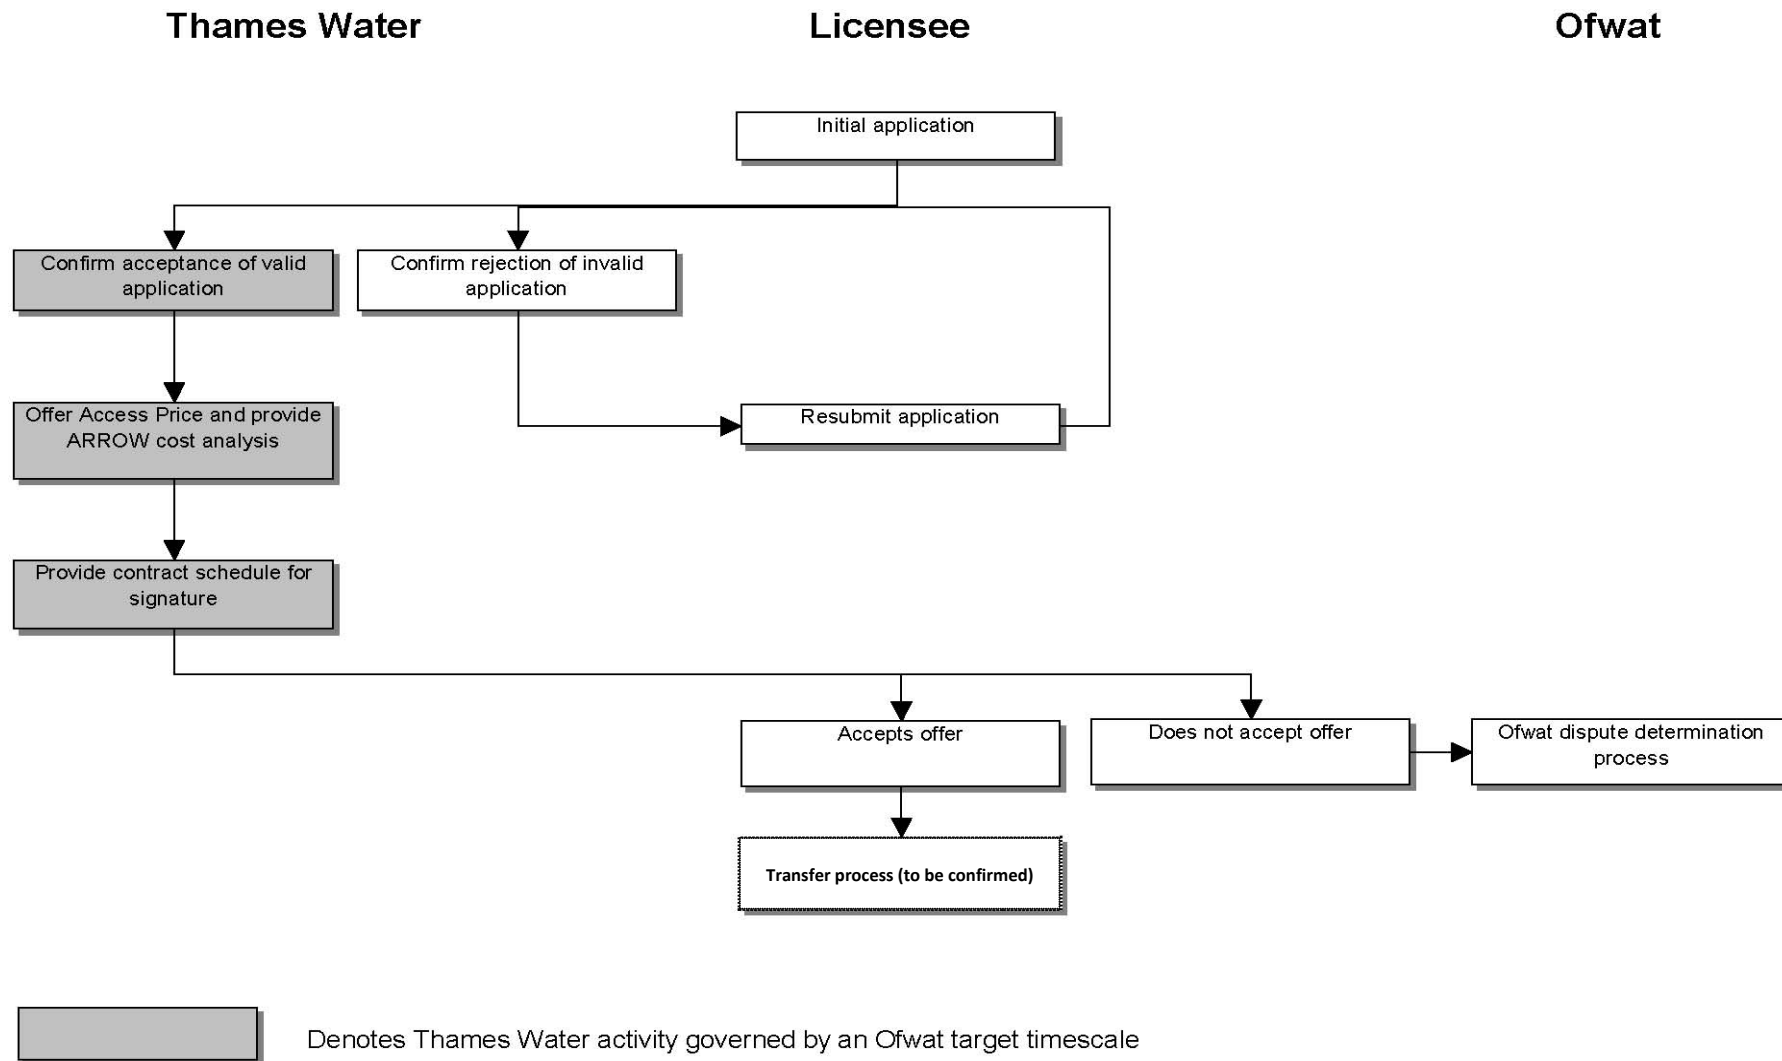 Thames Water
Licensee
Ofwat
Initial application
Confirm acceptance of valid
application
Confirm rejection of invalid
application
Offer Access Price and provide
ARROW cost analysis
Resubmit application
Provide contract schedule for
signature
Accepts offer
Does not accept offer
Ofwat dispute determination
process
Transfer process (to be confirmed)
Denotes Thames Water activity governed by an Ofwat target timescale